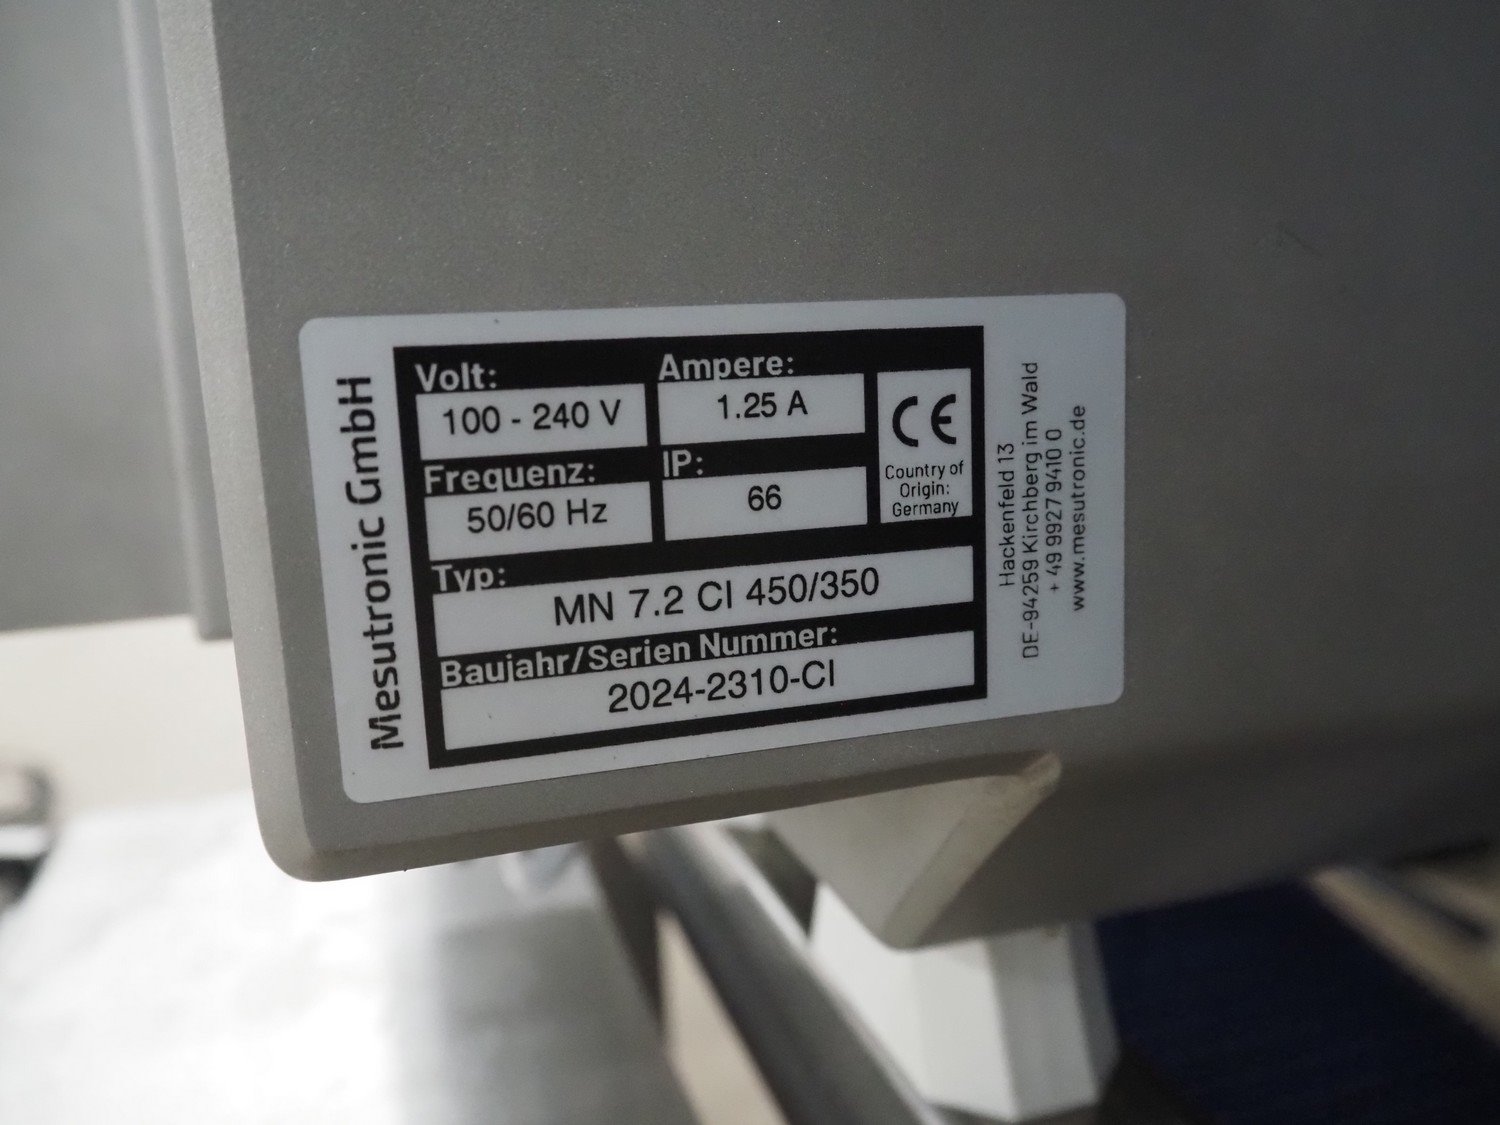 Mesutronic GmbH
Volt:
100 - 240 V
Ampere:
1.25 A
Frequenz:
50/60 Hz
IP:
66
CE
Country of
Origin:
Germany
Typ:
MN 7.2 CI 450/350
Baujahr/Serien Nummer:
2024-2310-CI
Hackenfeld 13
DE-94259 Kirchberg im Wald
+ 49 9927 9410 0
www.mesutronic.de